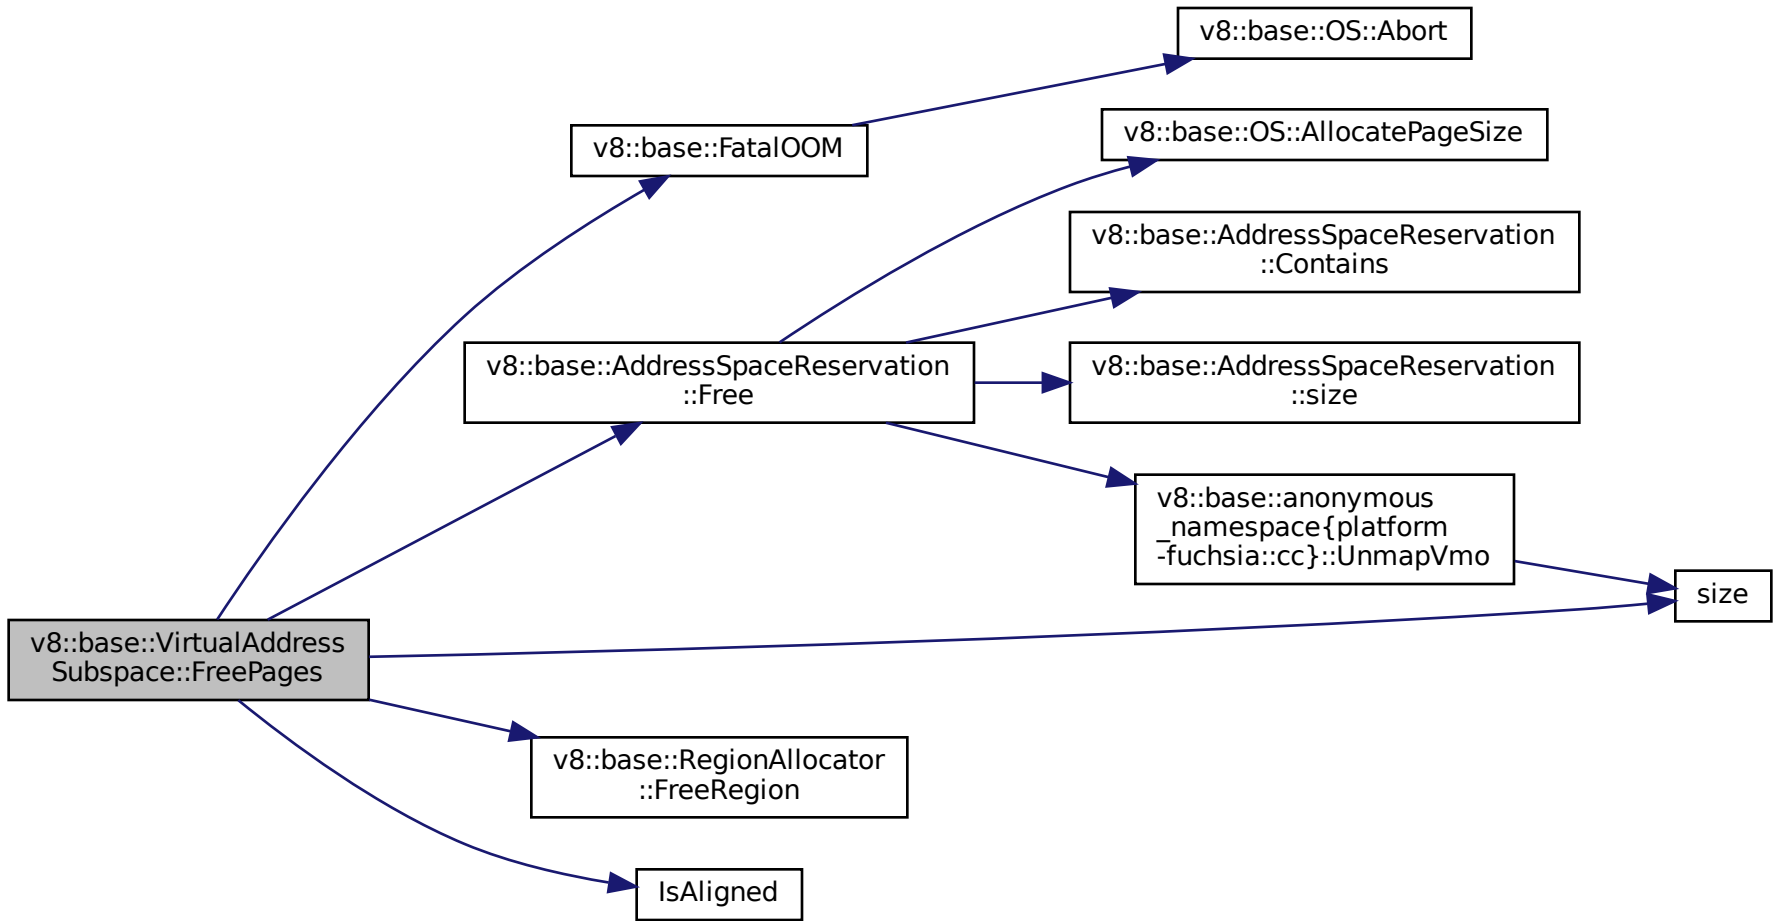 v8::base::OS::Abort
v8::base::OS::AllocatePageSize
v8::base::FatalOOM
v8::base::AddressSpaceReservation
::Contains
v8::base::AddressSpaceReservation
::Free
v8::base::AddressSpaceReservation
::size
v8::base::anonymous
_namespace{platform
-fuchsia::cc}::UnmapVmo
size
v8::base::VirtualAddress
Subspace::FreePages
v8::base::RegionAllocator
::FreeRegion
IsAligned